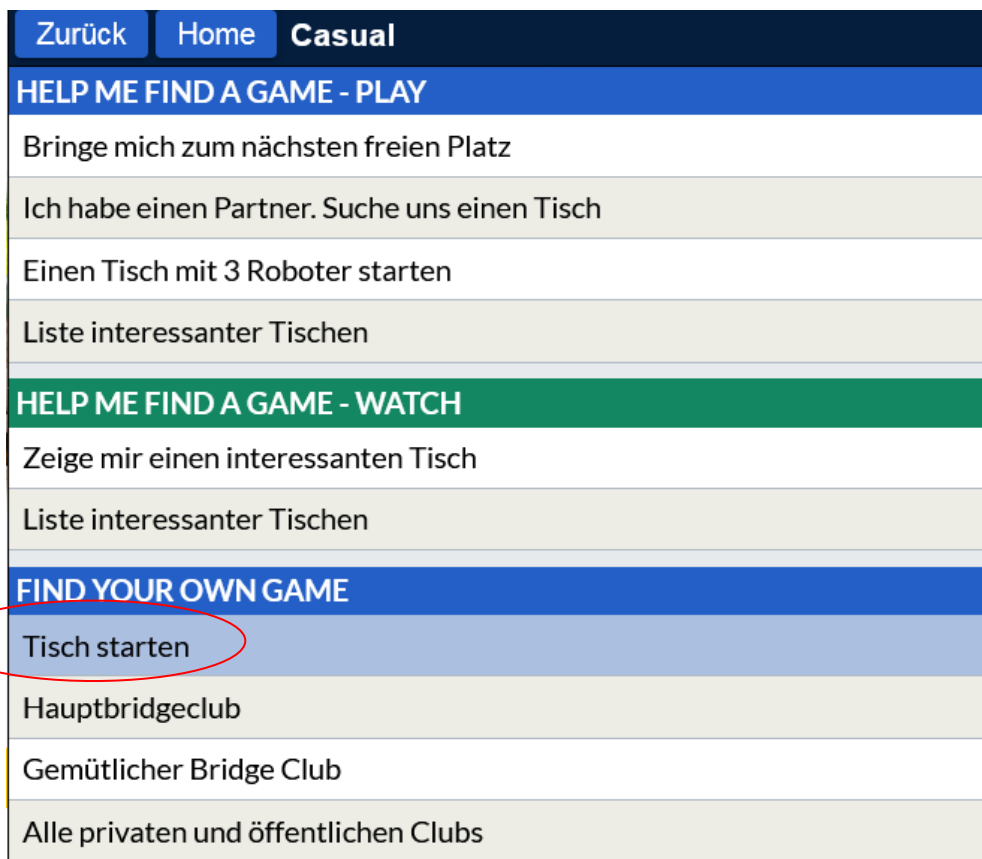 Zurück Home Casual
HELP ME FIND A GAME - PLAY
Bringe mich zum nächsten freien Platz
Ich habe einen Partner. Suche uns einen Tisch
Einen Tisch mit 3 Roboter starten
Liste interessanter Tischen
HELP ME FIND A GAME - WATCH
Zeige mir einen interessanten Tisch
Liste interessanter Tischen
FIND YOUR OWN GAME
Tisch starten
Hauptbridgeclub
Gemütlicher Bridge Club
Alle privaten und öffentlichen Clubs